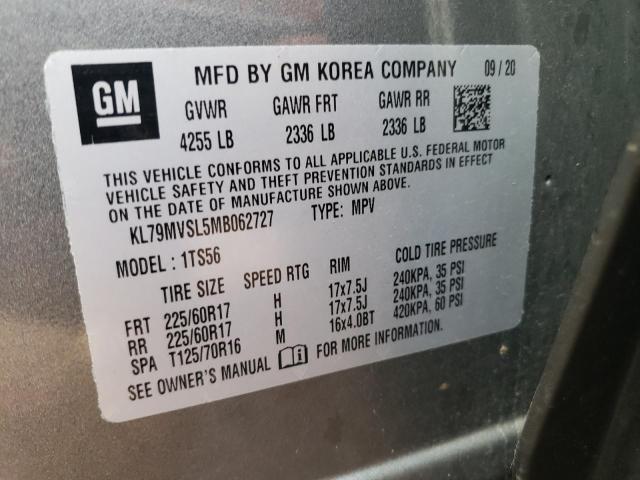 GM
MFD BY GM KOREA COMPANY 09/20
GVWR GAWR FRT GAWR RR
4255 LB 2336 LB 2336 LB
THIS VEHICLE CONFORMS TO ALL APPLICABLE U.S. FEDERAL MOTOR
VEHICLE SAFETY AND THEFT PREVENTION STANDARDS IN EFFECT
ON THE DATE OF MANUFACTURE SHOWN ABOVE.
KL79MVSL5MB062727 TYPE: MPV
MODEL: 1TS56
TIRE SIZE SPEED RTG RIM COLD TIRE PRESSURE
FRT 225/60R17 H 17x7.5J 240KPA, 35 PSI
RR 225/60R17 H 17x7.5J 240KPA, 35 PSI
SPA T125/70R16 M 16x4.0BT 420KPA, 60 PSI
SEE OWNER'S MANUAL FOR MORE INFORMATION.